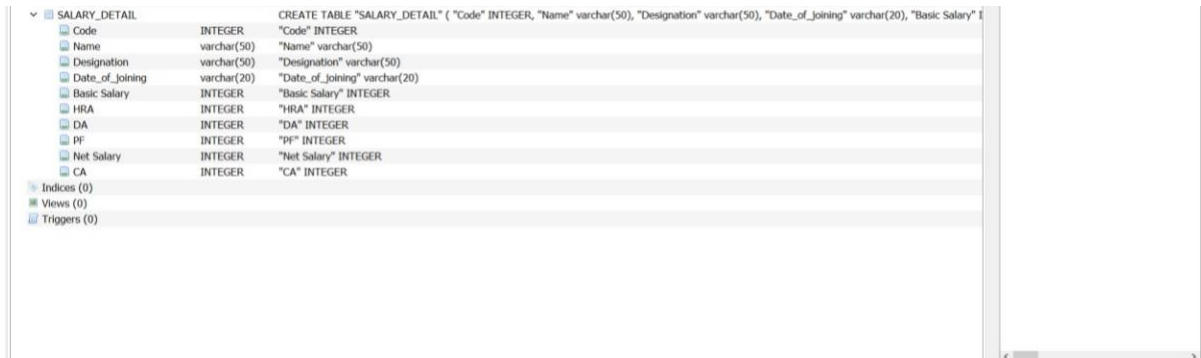 SALARY_DETAIL CREATE TABLE "SALARY_DETAIL" ( "Code" INTEGER, "Name" varchar(50), "Designation" varchar(50), "Date_of_Joining" varchar(20), "Basic Salary" I
Code INTEGER "Code" INTEGER
Name varchar(50) "Name" varchar(50)
Designation varchar(50) "Designation" varchar(50)
Date_of_Joining varchar(20) "Date_of_Joining" varchar(20)
Basic Salary INTEGER "Basic Salary" INTEGER
HRA INTEGER "HRA" INTEGER
DA INTEGER "DA" INTEGER
PF INTEGER "PF" INTEGER
Net Salary INTEGER "Net Salary" INTEGER
CA INTEGER "CA" INTEGER
Indices (0)
Views (0)
Triggers (0)